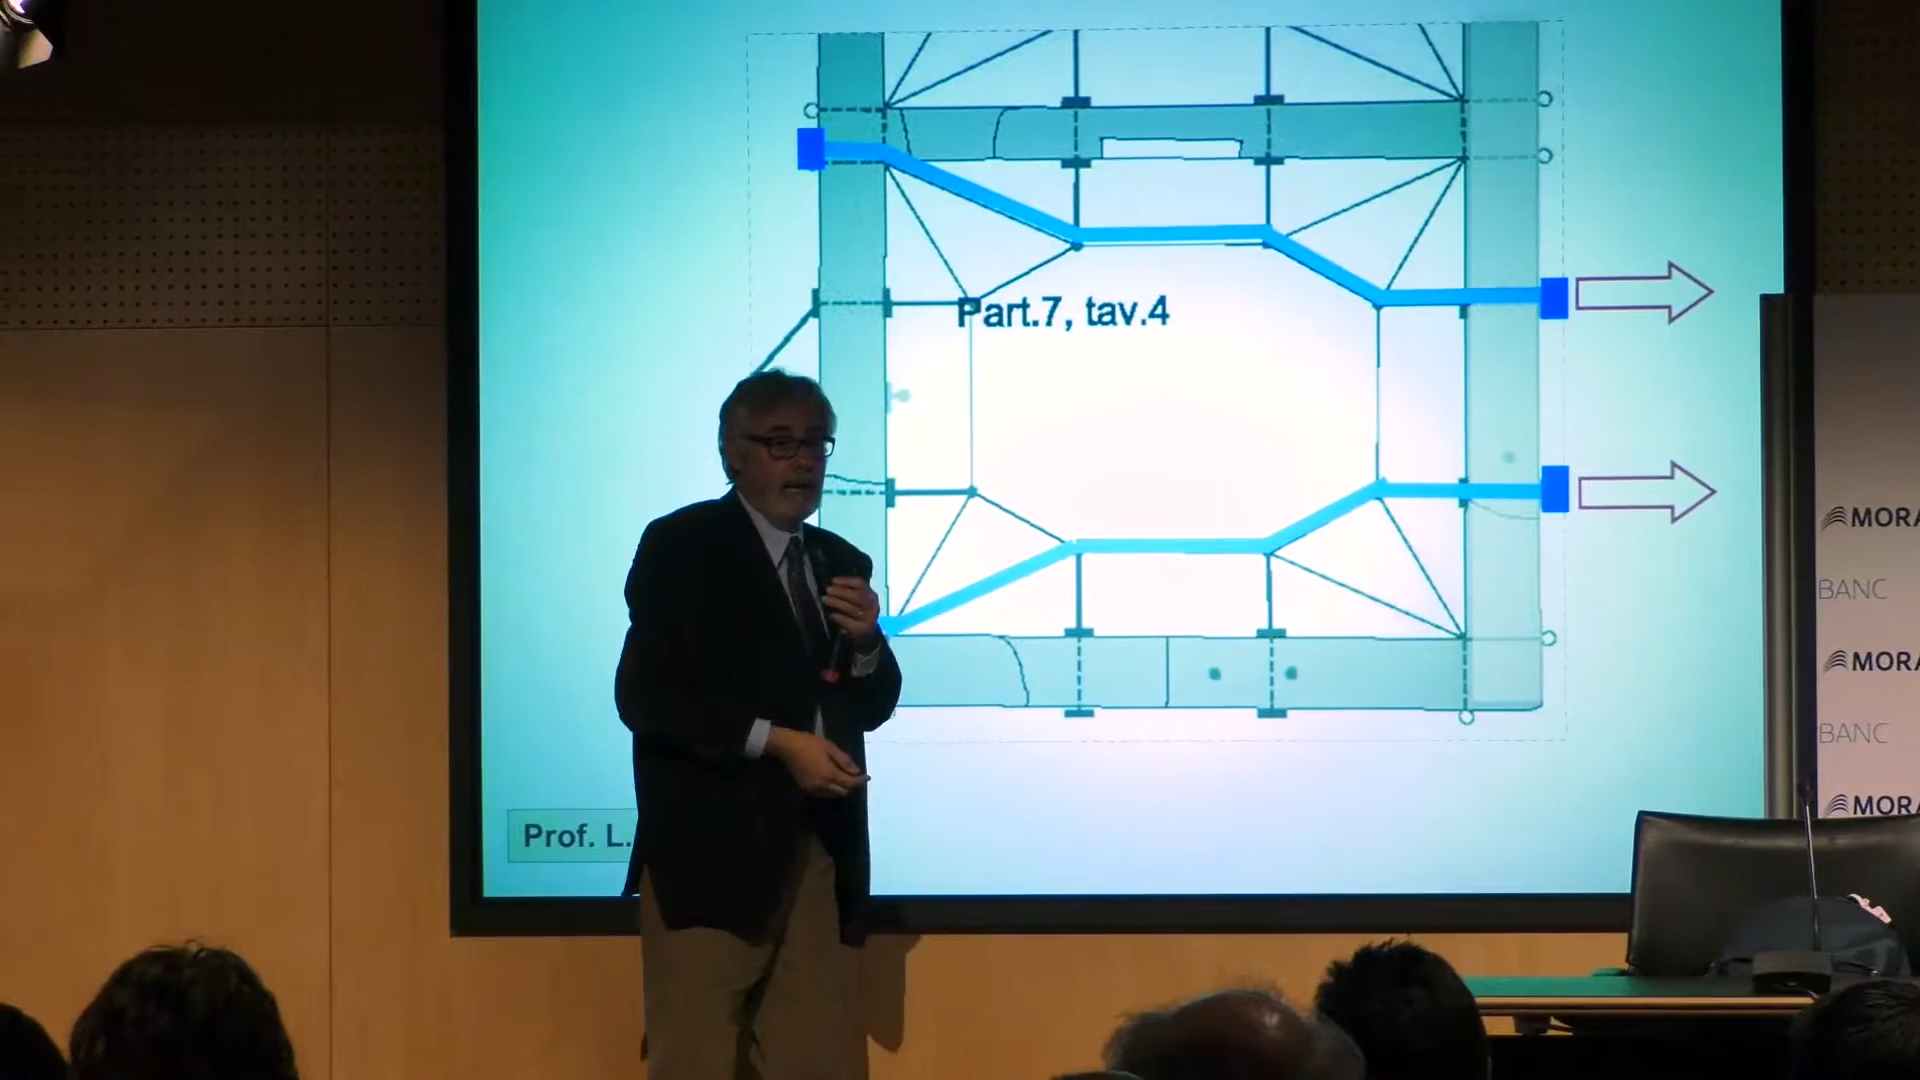 Part.7, tav.4
Prof. L.
MORA
BANC
MORA
BANC
MORA